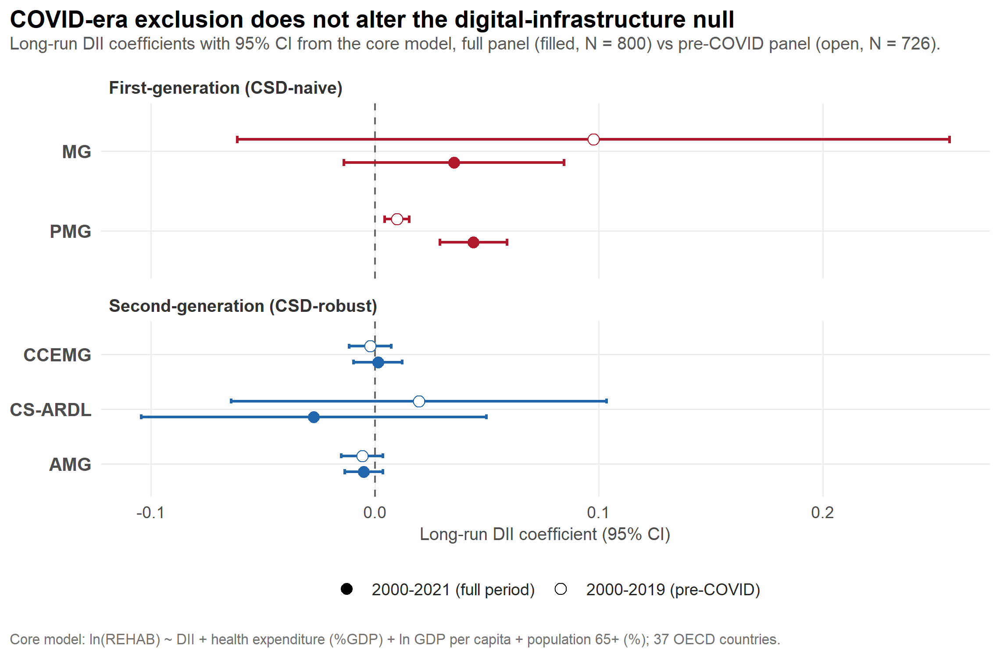 COVID-era exclusion does not alter the digital-infrastructure null
Long-run DII coefficients with 95% CI from the core model, full panel (filled, N = 800) vs pre-COVID panel (open, N = 726).
First-generation (CSD-naive)
MG
PMG
Second-generation (CSD-robust)
CCEMG
CS-ARDL
AMG
-0.1 0.0 0.1 0.2
Long-run DII coefficient (95% CI)
2000-2021 (full period) 2000-2019 (pre-COVID)
Core model: ln(REHAB) ~ DII + health expenditure (%GDP) + ln GDP per capita + population 65+ (%); 37 OECD countries.